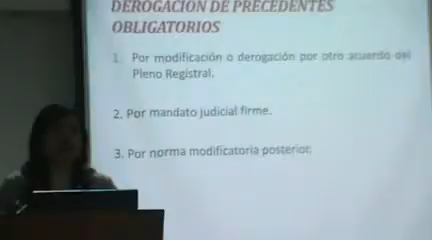 DEROGACIÓN DE PRECEDENTES
OBLIGATORIOS
1. Por modificación o derogación por otro acuerdo del
Pleno Registral.
2. Por mandato judicial firme.
3. Por norma modificatoria posterior.